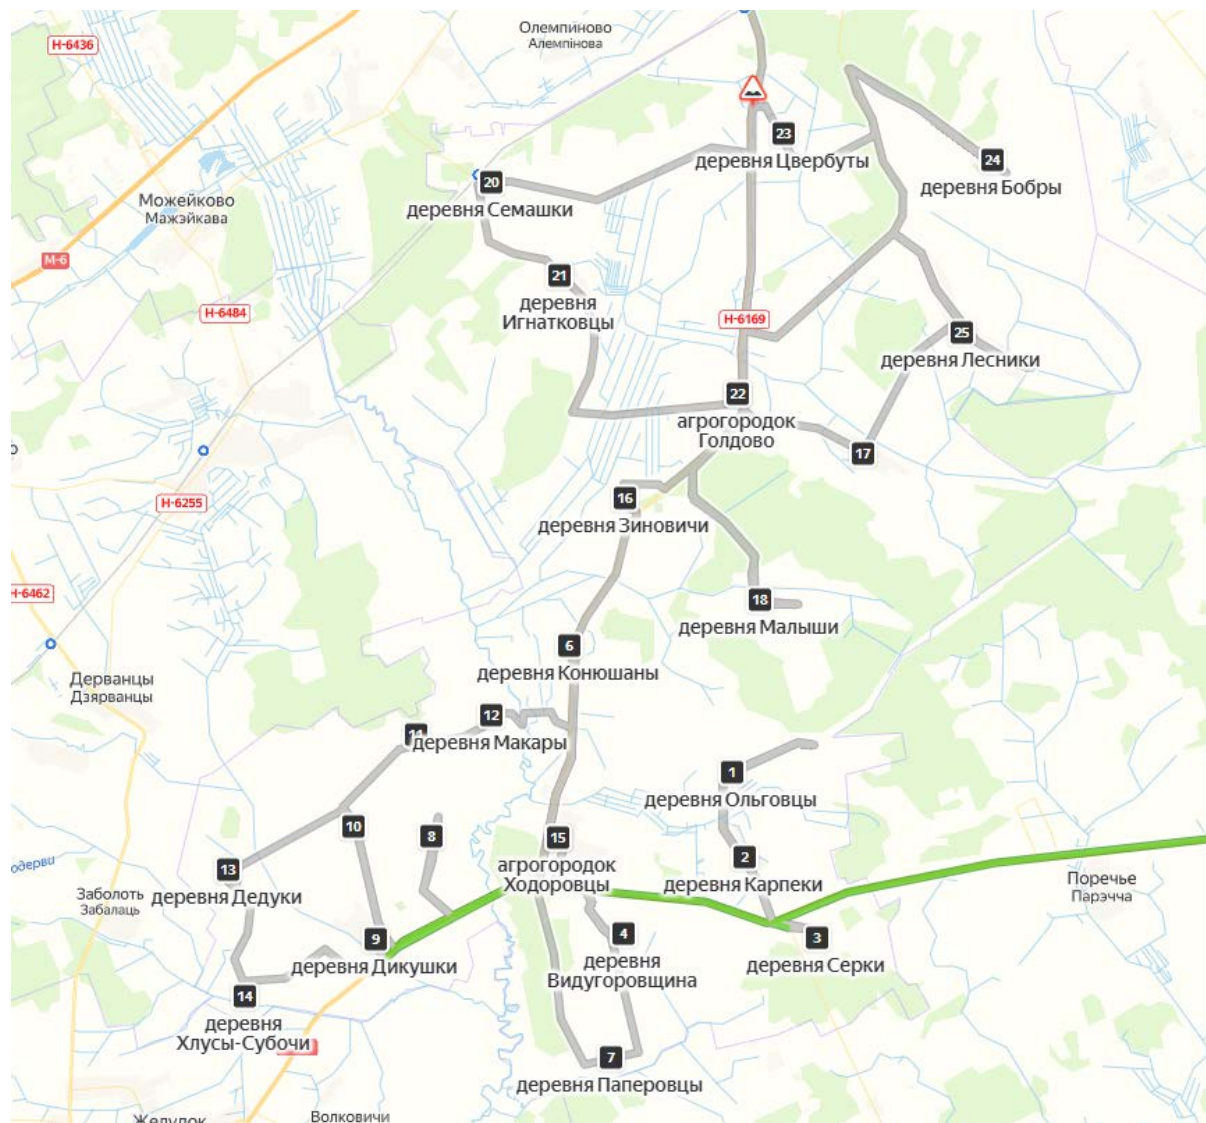 Олемпиново
Алемпінова
Н-6436
23
деревня Цвербуты
24
деревня Бобры
20
деревня Семашки
Можейково
Мажэйкава
М-6
21
деревня
Игнатковцы
Н-6484
Н-6169
25
деревня Лесники
22
агрогородок
Голдово
17
Н-6255
16
деревня Зиновичи
Н-6462
18
деревня Малыши
6
деревня Конюшаны
Дерванцы
Дзярванцы
12
деревня Макары
1
деревня Ольговцы
10
8
15
агрогородок
Ходоровцы
2
деревня Карпеки
13
деревня Дедуки
Заболоть
Забалаць
Поречье
Парэчча
9
деревня Дикушки
4
деревня
Видугоровщина
3
деревня Серки
14
деревня
Хлусы-Субочи
7
деревня Паперовцы
Желудок
Волковичи